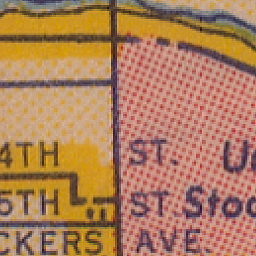 4TH ST. U
5TH ST. Stoc
CKERS AVE.